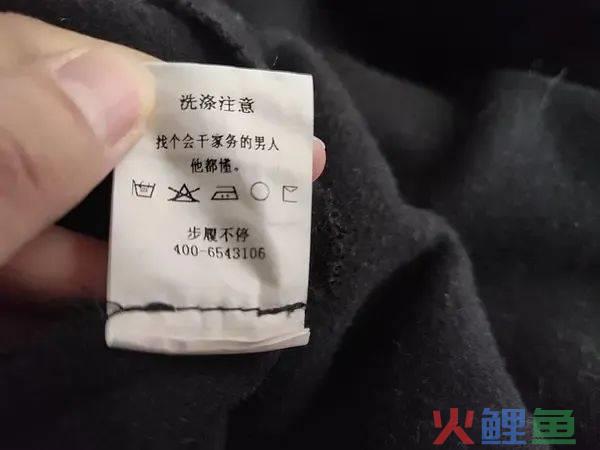 洗涤注意
找个会干家务的男人
他都懂。
步履不停
400-6543106
火鲤鱼